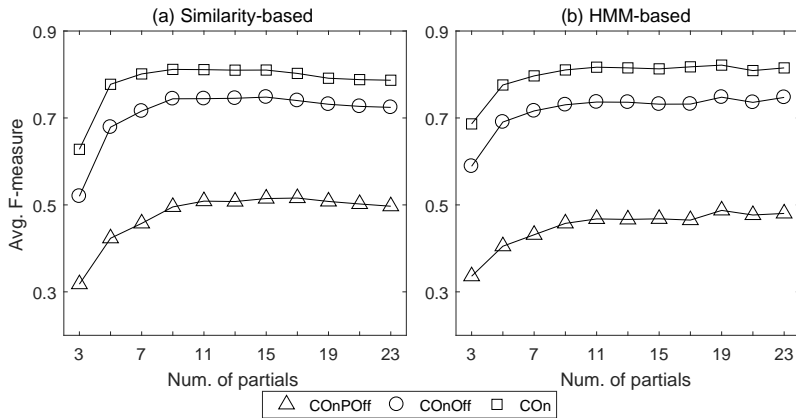 (a) Similarity-based
(b) HMM-based
Avg. F-measure
0.9
0.7
0.5
0.3
0.9
0.7
0.5
0.3
3 7 11 15 19 23
3 7 11 15 19 23
Num. of partials
Num. of partials
COnPOff COnOff COn